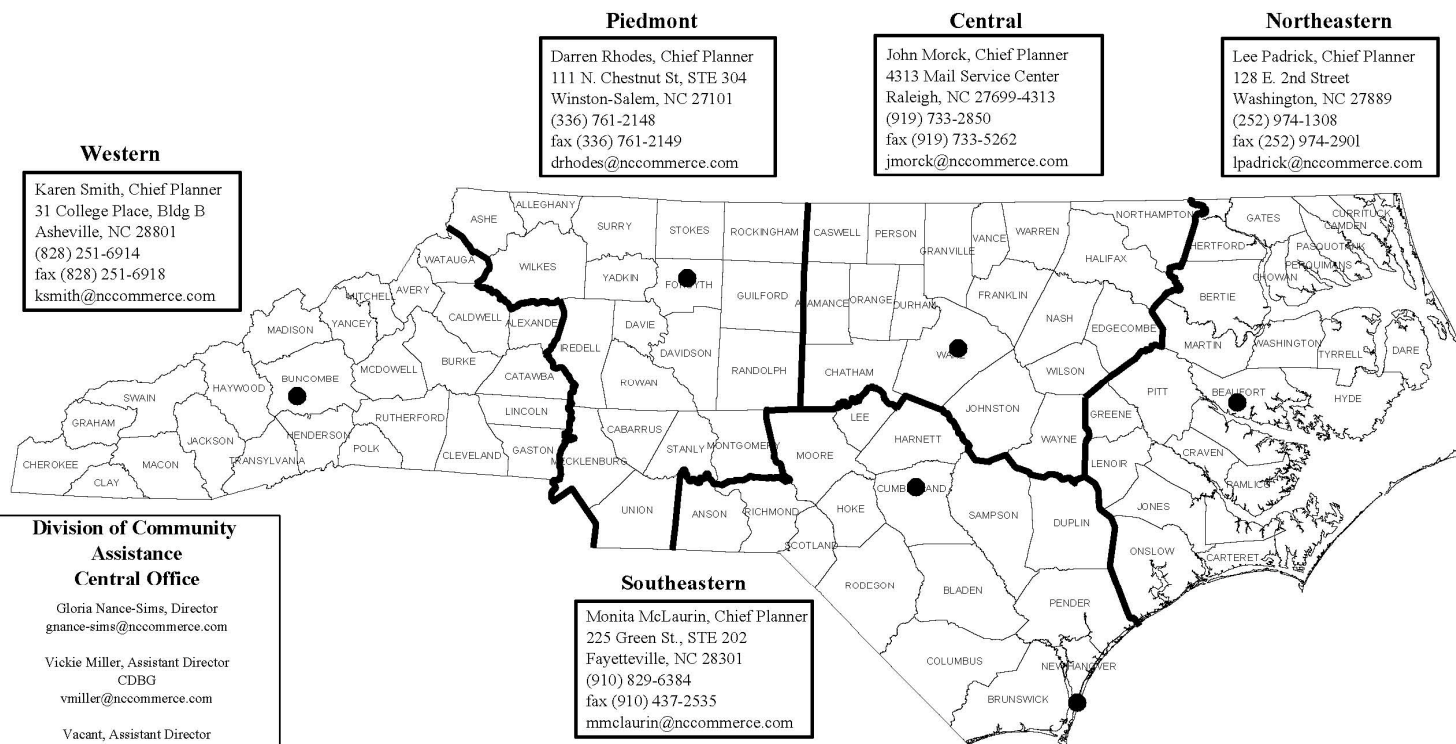 Piedmont
Darren Rhodes, Chief Planner
111 N. Chestnut St, STE 304
Winston-Salem, NC 27101
(336) 761-2148
fax (336) 761-2149
drhodes@nccommerce.com
Central
John Morck, Chief Planner
4313 Mail Service Center
Raleigh, NC 27699-4313
(919) 733-2850
fax (919) 733-5262
jmorck@nccommerce.com
Northeastern
Lee Padrick, Chief Planner
128 E. 2nd Street
Washington, NC 27889
(252) 974-1308
fax (252) 974-2901
lpadrick@nccommerce.com
Western
Karen Smith, Chief Planner
31 College Place, Bldg B
Asheville, NC 28801
(828) 251-6914
fax (828) 251-6918
ksmith@nccommerce.com
ASHE
ALLEGHANY
SURRY
STOKES
ROCKINGHAM
CASWELL
PERSON
GRANVILLE
VANCE
WARREN
NORTHAMPTON
HALIFAX
HERTFORD
GATES
CURRITUCK
CAMDEN
PASQUOTANK
PERQUIMANS
CHOWAN
BERTIE
WATAUGA
WILKES
YADKIN
FORSYTH
GUILFORD
ALAMANCE
ORANGE
DURHAM
FRANKLIN
NASH
EDGECOMBE
MARTIN
WASHINGTON
TYRRELL
DARE
MITCHEL
AVERY
CALDWELL
ALEXANDE
IREDELL
DAVIE
DAVIDSON
RANDOLPH
CHATHAM
WAKE
WILSON
PITT
BEAUFORT
HYDE
MADISON
YANCEY
BURKE
MCDOWELL
CATAWBA
ROWAN
BUNCOMBE
HAYWOOD
SWAIN
GRAHAM
JACKSON
HENDERSON
RUTHERFORD
LINCOLN
CABARRUS
STANLY
MONTGOMERY
MOORE
LEE
HARNETT
JOHNSTON
WAYNE
GREENE
LENOIR
CRAVEN
PAMLICO
CHEROKEE
CLAY
MACON
TRANSYLVANIA
POLK
CLEVELAND
GASTON
MECKLENBURG
UNION
ANSON
RICHMOND
SCOTLAND
HOKE
CUMBERLAND
SAMPSON
DUPLIN
JONES
ONSLOW
CARTERET
RODESON
BLADEN
PENDER
COLUMBUS
NEW HANOVER
BRUNSWICK
Division of Community
Assistance
Central Office
Gloria Nance-Sims, Director
gnance-sims@nccommerce.com
Vickie Miller, Assistant Director
CDBG
vmiller@nccommerce.com
Vacant, Assistant Director
Southeastern
Monita McLaurin, Chief Planner
225 Green St., STE 202
Fayetteville, NC 28301
(910) 829-6384
fax (910) 437-2535
mmclaurin@nccommerce.com